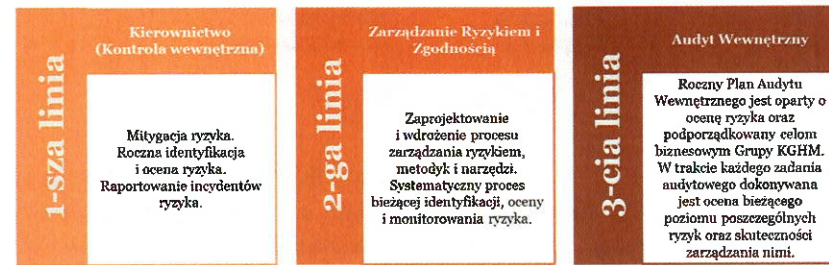 1-sza linia
Kierownictwo
(Kontrola wewnętrzna)
Mitygacja ryzyka.
Roczna identyfikacja
i ocena ryzyka.
Raportowanie incydentów
ryzyka.
2-ga linia
Zarządzanie Ryzykiem i
Zgodnością
Zaprojektowanie
i wdrożenie procesu
zarządzania ryzykiem,
metodyk i narzędzi.
Systematyczny proces
bieżącej identyfikacji, oceny
i monitorowania ryzyka.
3-cia linia
Audyt Wewnętrzny
Roczny Plan Audytu
Wewnętrznego jest oparty o
ocenę ryzyka oraz
podporządkowany celom
biznesowym Grupy KGHM.
W trakcie każdego zadania
audytowego dokonywana
jest ocena bieżącego
poziomu poszczególnych
ryzyk oraz skuteczności
zarządzania nimi.